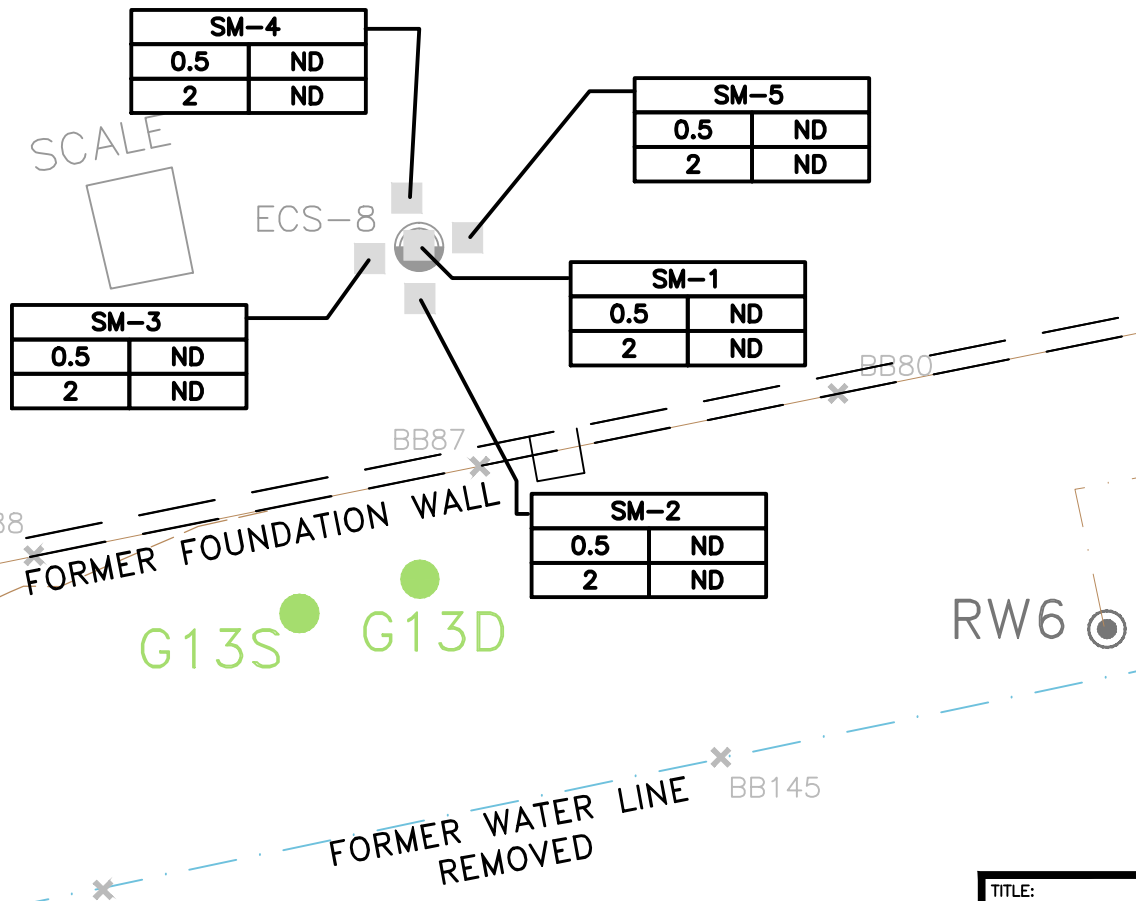 SM-4
0.5 ND
2 ND
SM-5
0.5 ND
2 ND
SCALE
ECS-8
SM-1
0.5 ND
2 ND
SM-3
0.5 ND
2 ND
BB80
BB87
SM-2
0.5 ND
2 ND
FORMER FOUNDATION WALL
G13S
G13D
RW6
BB145
FORMER WATER LINE
REMOVED
TITLE: